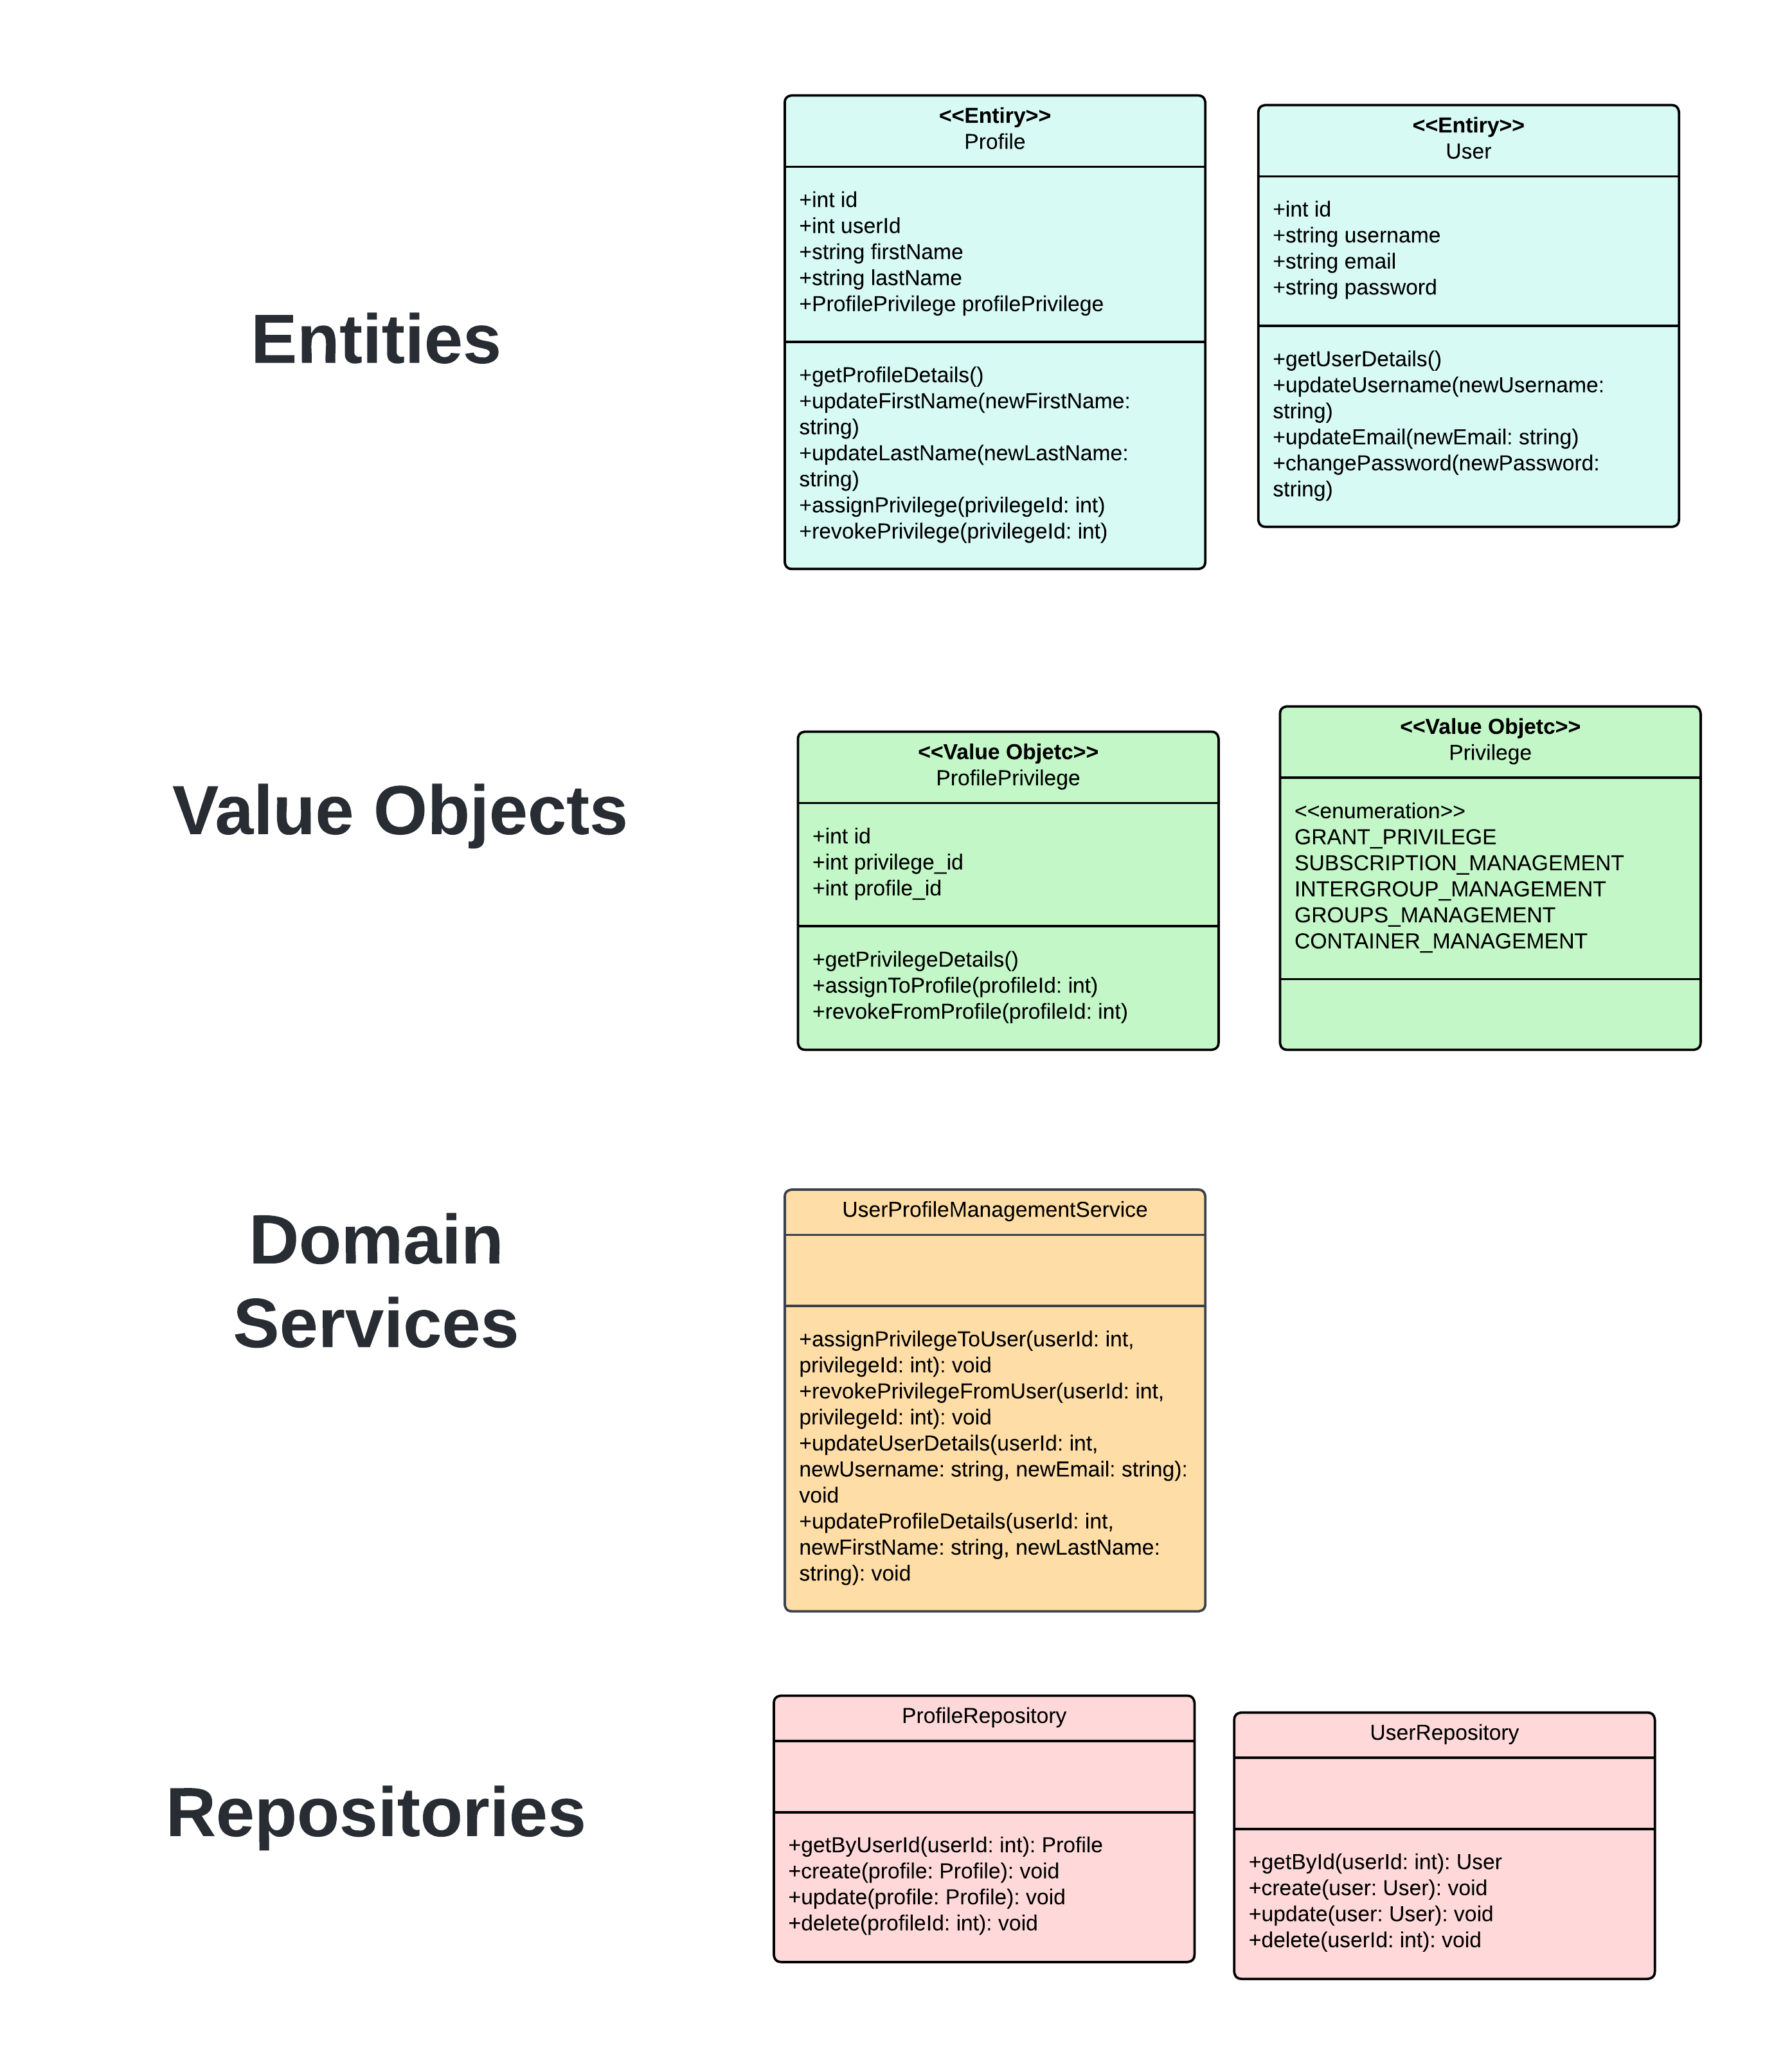 Entities
<<Entiry>>
Profile
+int id
+int userId
+string firstName
+string lastName
+ProfilePrivilege profilePrivilege
+getProfileDetails()
+updateFirstName(newFirstName:
string)
+updateLastName(newLastName:
string)
+assignPrivilege(privilegeId: int)
+revokePrivilege(privilegeId: int)
<<Entiry>>
User
+int id
+string username
+string email
+string password
+getUserDetails()
+updateUsername(newUsername:
string)
+updateEmail(newEmail: string)
+changePassword(newPassword:
string)
Value Objects
<<Value Objetc>>
ProfilePrivilege
+int id
+int privilege_id
+int profile_id
+getPrivilegeDetails()
+assignToProfile(profileId: int)
+revokeFromProfile(profileId: int)
<<Value Objetc>>
Privilege
<<enumeration>>
GRANT_PRIVILEGE
SUBSCRIPTION_MANAGEMENT
INTERGROUP_MANAGEMENT
GROUPS_MANAGEMENT
CONTAINER_MANAGEMENT
Domain
Services
UserProfileManagementService
+assignPrivilegeToUser(userId: int,
privilegeId: int): void
+revokePrivilegeFromUser(userId: int,
privilegeId: int): void
+updateUserDetails(userId: int,
newUsername: string, newEmail: string):
void
+updateProfileDetails(userId: int,
newFirstName: string, newLastName:
string): void
Repositories
ProfileRepository
+getByUserId(userId: int): Profile
+create(profile: Profile): void
+update(profile: Profile): void
+delete(profileId: int): void
UserRepository
+getById(userId: int): User
+create(user: User): void
+update(user: User): void
+delete(userId: int): void